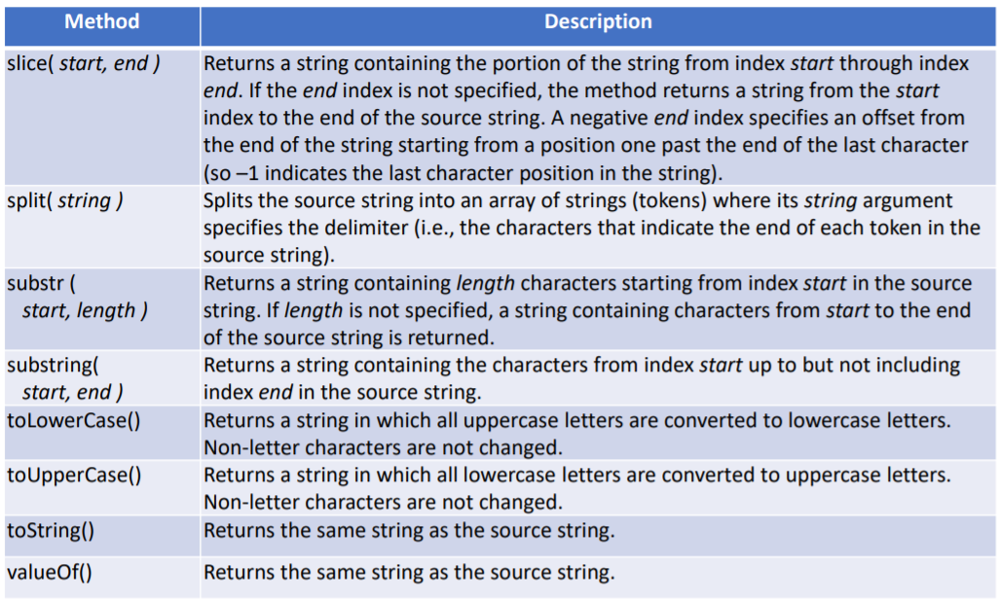 Method Description
slice( start, end ) Returns a string containing the portion of the string from index start through index
end. If the end index is not specified, the method returns a string from the start
index to the end of the source string. A negative end index specifies an offset from
the end of the string starting from a position one past the end of the last character
(so –1 indicates the last character position in the string).
split( string ) Splits the source string into an array of strings (tokens) where its string argument
specifies the delimiter (i.e., the characters that indicate the end of each token in the
source string).
substr ( Returns a string containing length characters starting from index start in the source
start, length ) string. If length is not specified, a string containing characters from start to the end
of the source string is returned.
substring( Returns a string containing the characters from index start up to but not including
start, end ) index end in the source string.
toLowerCase() Returns a string in which all uppercase letters are converted to lowercase letters.
Non-letter characters are not changed.
toUpperCase() Returns a string in which all lowercase letters are converted to uppercase letters.
Non-letter characters are not changed.
toString() Returns the same string as the source string.
valueOf() Returns the same string as the source string.